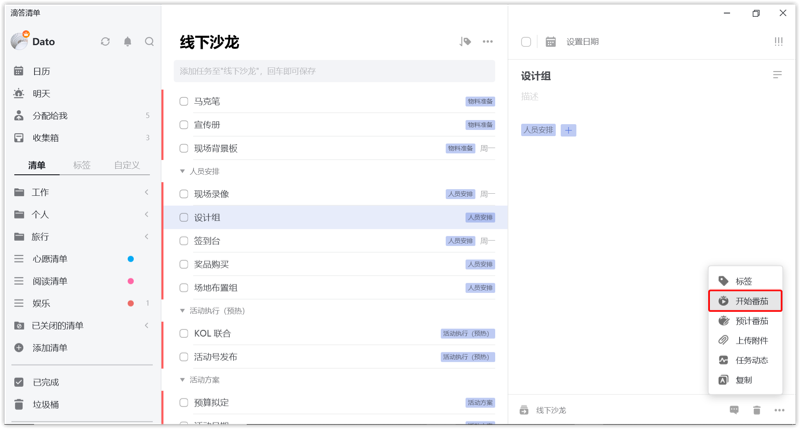 滴答清单
Dato
日历
明天
分配给我 5
收集箱 3
清单 标签 自定义
工作
个人
旅行
心愿清单
阅读清单
娱乐 1
已关闭的清单
添加清单
已完成
垃圾桶
线下沙龙
添加任务至“线下沙龙”，回车即可保存
马克笔 物料准备
宣传册 物料准备
现场背景板 物料准备 周一
人员安排
现场录像 人员安排 周一
设计组 人员安排
签到台 人员安排 周一
奖品购买 人员安排
场地布置组 人员安排
活动执行（预热）
KOL 联合 活动执行（预热）
活动号发布 活动执行（预热）
活动方案
预算拟定 活动方案
设置日期 !!!
设计组
描述
人员安排 +
标签
开始番茄
预计番茄
上传附件
任务动态
复制
线下沙龙